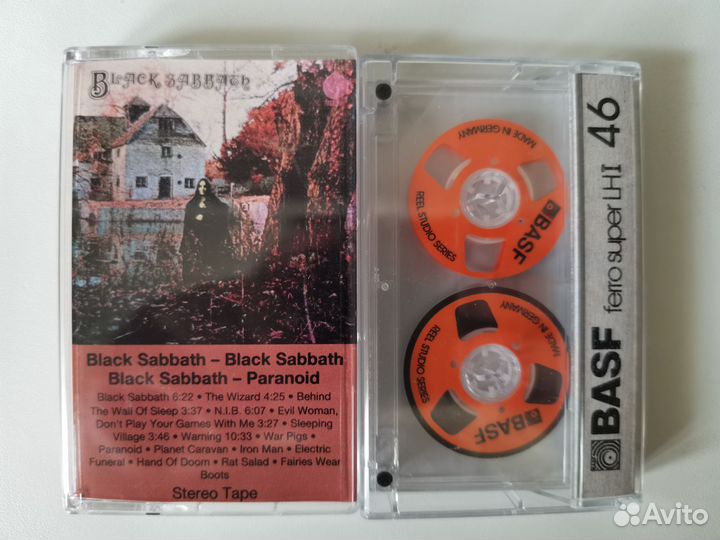 BLACK SABBATH
Black Sabbath – Black Sabbath
Black Sabbath – Paranoid
Black Sabbath 6:22 • The Wizard 4:25 • Behind
The Wall Of Sleep 3:37 • N.I.B. 6:07 • Evil Woman,
Don't Play Your Games With Me 3:27 • Sleeping
Village 3:46 • Warning 10:33 • War Pigs •
Paranoid • Planet Caravan • Iron Man • Electric
Funeral • Hand Of Doom • Rat Salad • Fairies Wear
Boots
Stereo Tape
MADE IN GERMANY
BASF
REEL STUDIO SERIES
MADE IN GERMANY
BASF
REEL STUDIO SERIES
BASF ferro super LH I 46
Avito